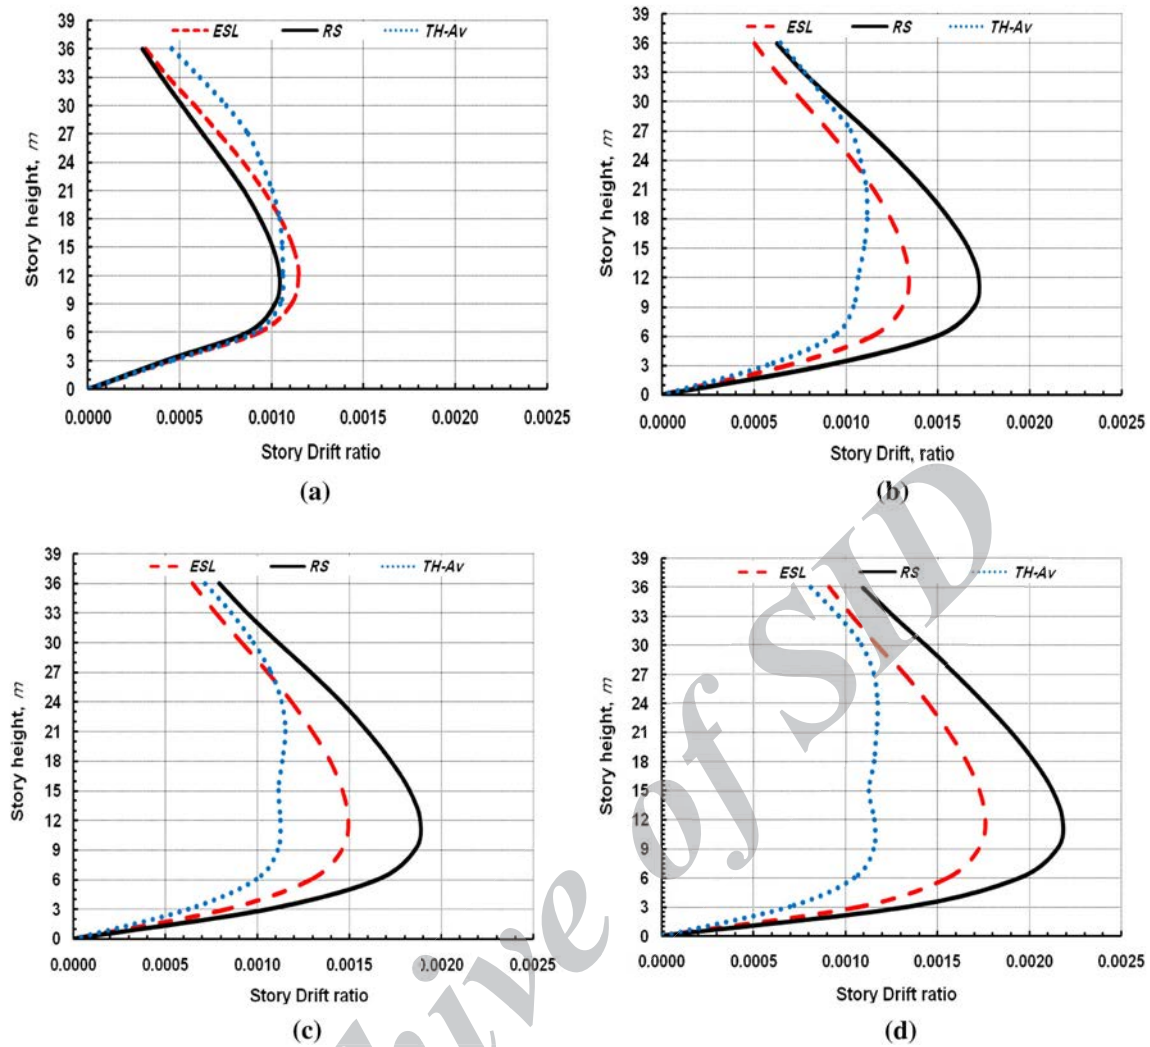 39
36
33
30
27
24
21
18
15
12
9
6
3
0
ESL RS TH-Av
Story height, m
0.0000 0.0005 0.0010 0.0015 0.0020 0.0025
Story Drift ratio
(a)
39
36
33
30
27
24
21
18
15
12
9
6
3
0
ESL RS TH-Av
Story height, m
0.0000 0.0005 0.0010 0.0015 0.0020 0.0025
Story Drift, ratio
(b)
39
36
33
30
27
24
21
18
15
12
9
6
3
0
ESL RS TH-Av
Story height, m
0.0000 0.0005 0.0010 0.0015 0.0020 0.0025
Story Drift ratio
(c)
39
36
33
30
27
24
21
18
15
12
9
6
3
0
ESL RS TH-Av
Story height, m
0.0000 0.0005 0.0010 0.0015 0.0020 0.0025
Story Drift ratio
(d)
hive of SID